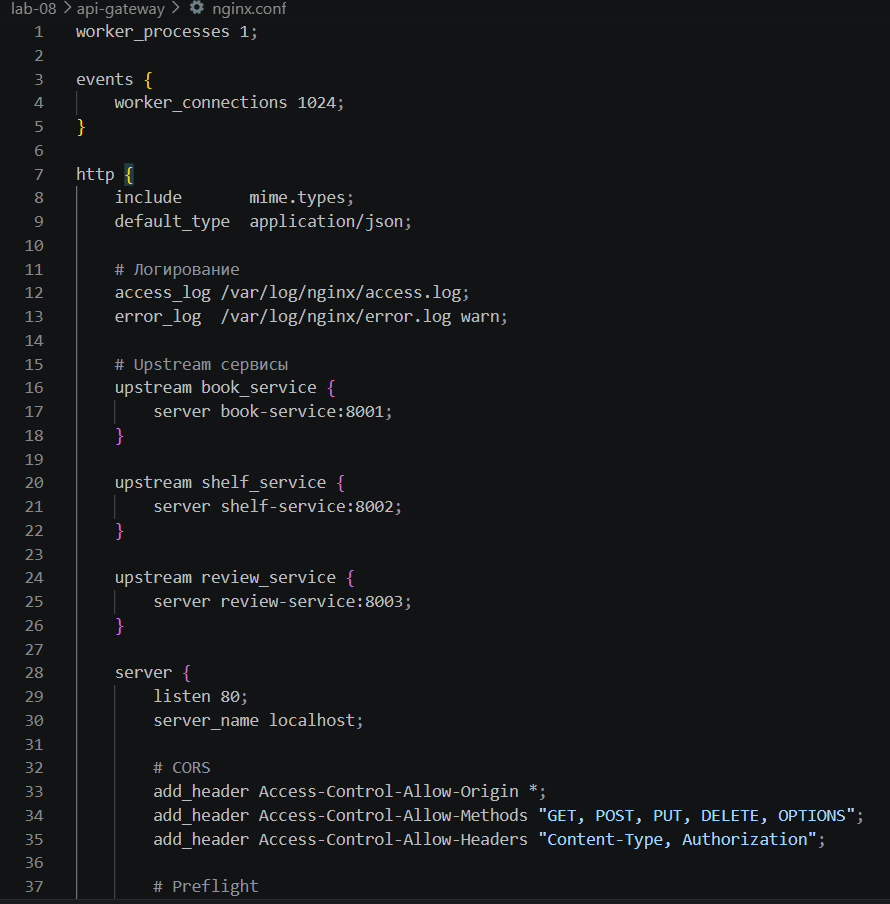 lab-08 > api-gateway > nginx.conf
1 worker_processes 1;
2
3 events {
4     worker_connections 1024;
5 }
6
7 http {
8     include       mime.types;
9     default_type  application/json;
10
11     # Логирование
12     access_log /var/log/nginx/access.log;
13     error_log  /var/log/nginx/error.log warn;
14
15     # Upstream сервисы
16     upstream book_service {
17         server book-service:8001;
18     }
19
20     upstream shelf_service {
21         server shelf-service:8002;
22     }
23
24     upstream review_service {
25         server review-service:8003;
26     }
27
28     server {
29         listen 80;
30         server_name localhost;
31
32         # CORS
33         add_header Access-Control-Allow-Origin *;
34         add_header Access-Control-Allow-Methods "GET, POST, PUT, DELETE, OPTIONS";
35         add_header Access-Control-Allow-Headers "Content-Type, Authorization";
36
37         # Preflight